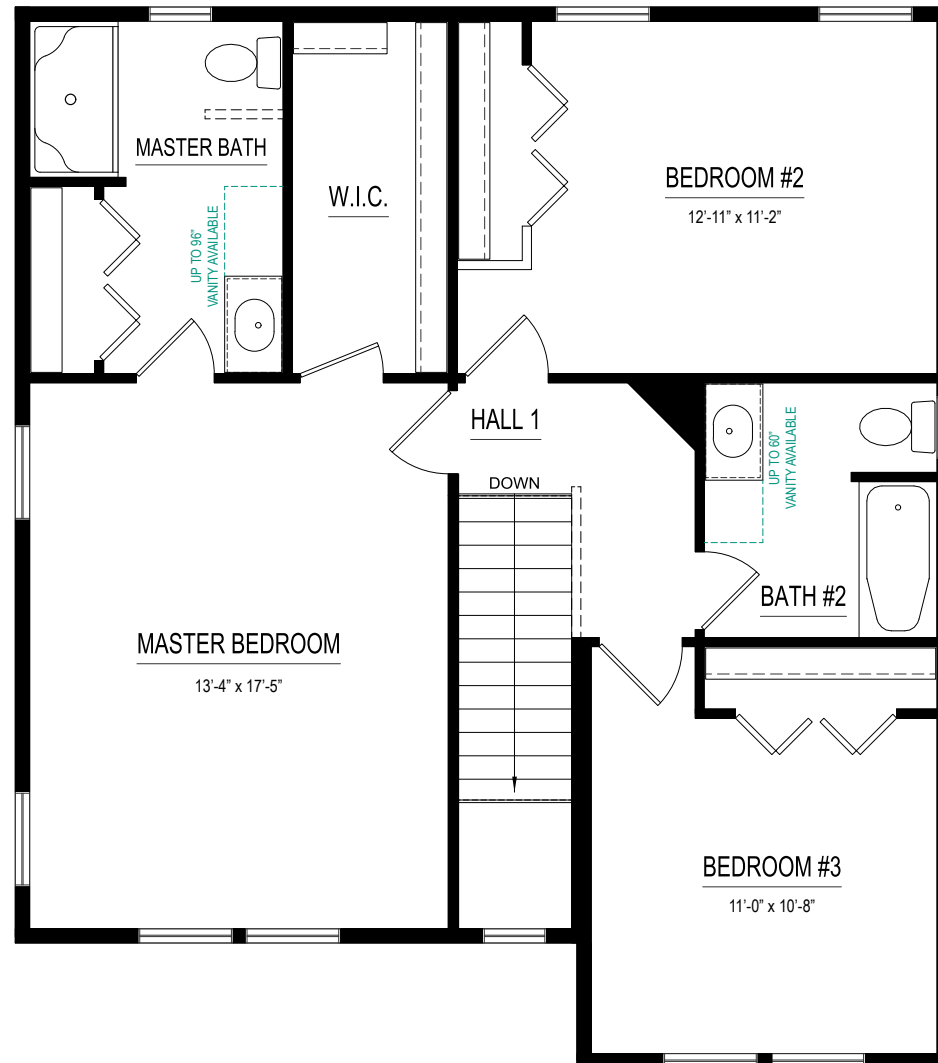 MASTER BATH
W.I.C.
BEDROOM #2
12'-11” x 11'-2”
UP TO 96”
VANITY AVAILABLE
HALL 1
DOWN
UP TO 60”
VANITY AVAILABLE
BATH #2
MASTER BEDROOM
13'-4” x 17'-5”
BEDROOM #3
11'-0” x 10'-8”